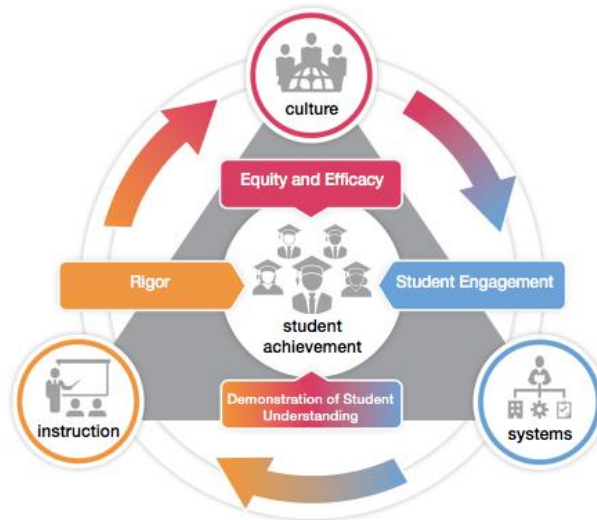 culture
Equity and Efficacy
Rigor
Student Engagement
student
achievement
Demonstration of Student
Understanding
instruction
systems